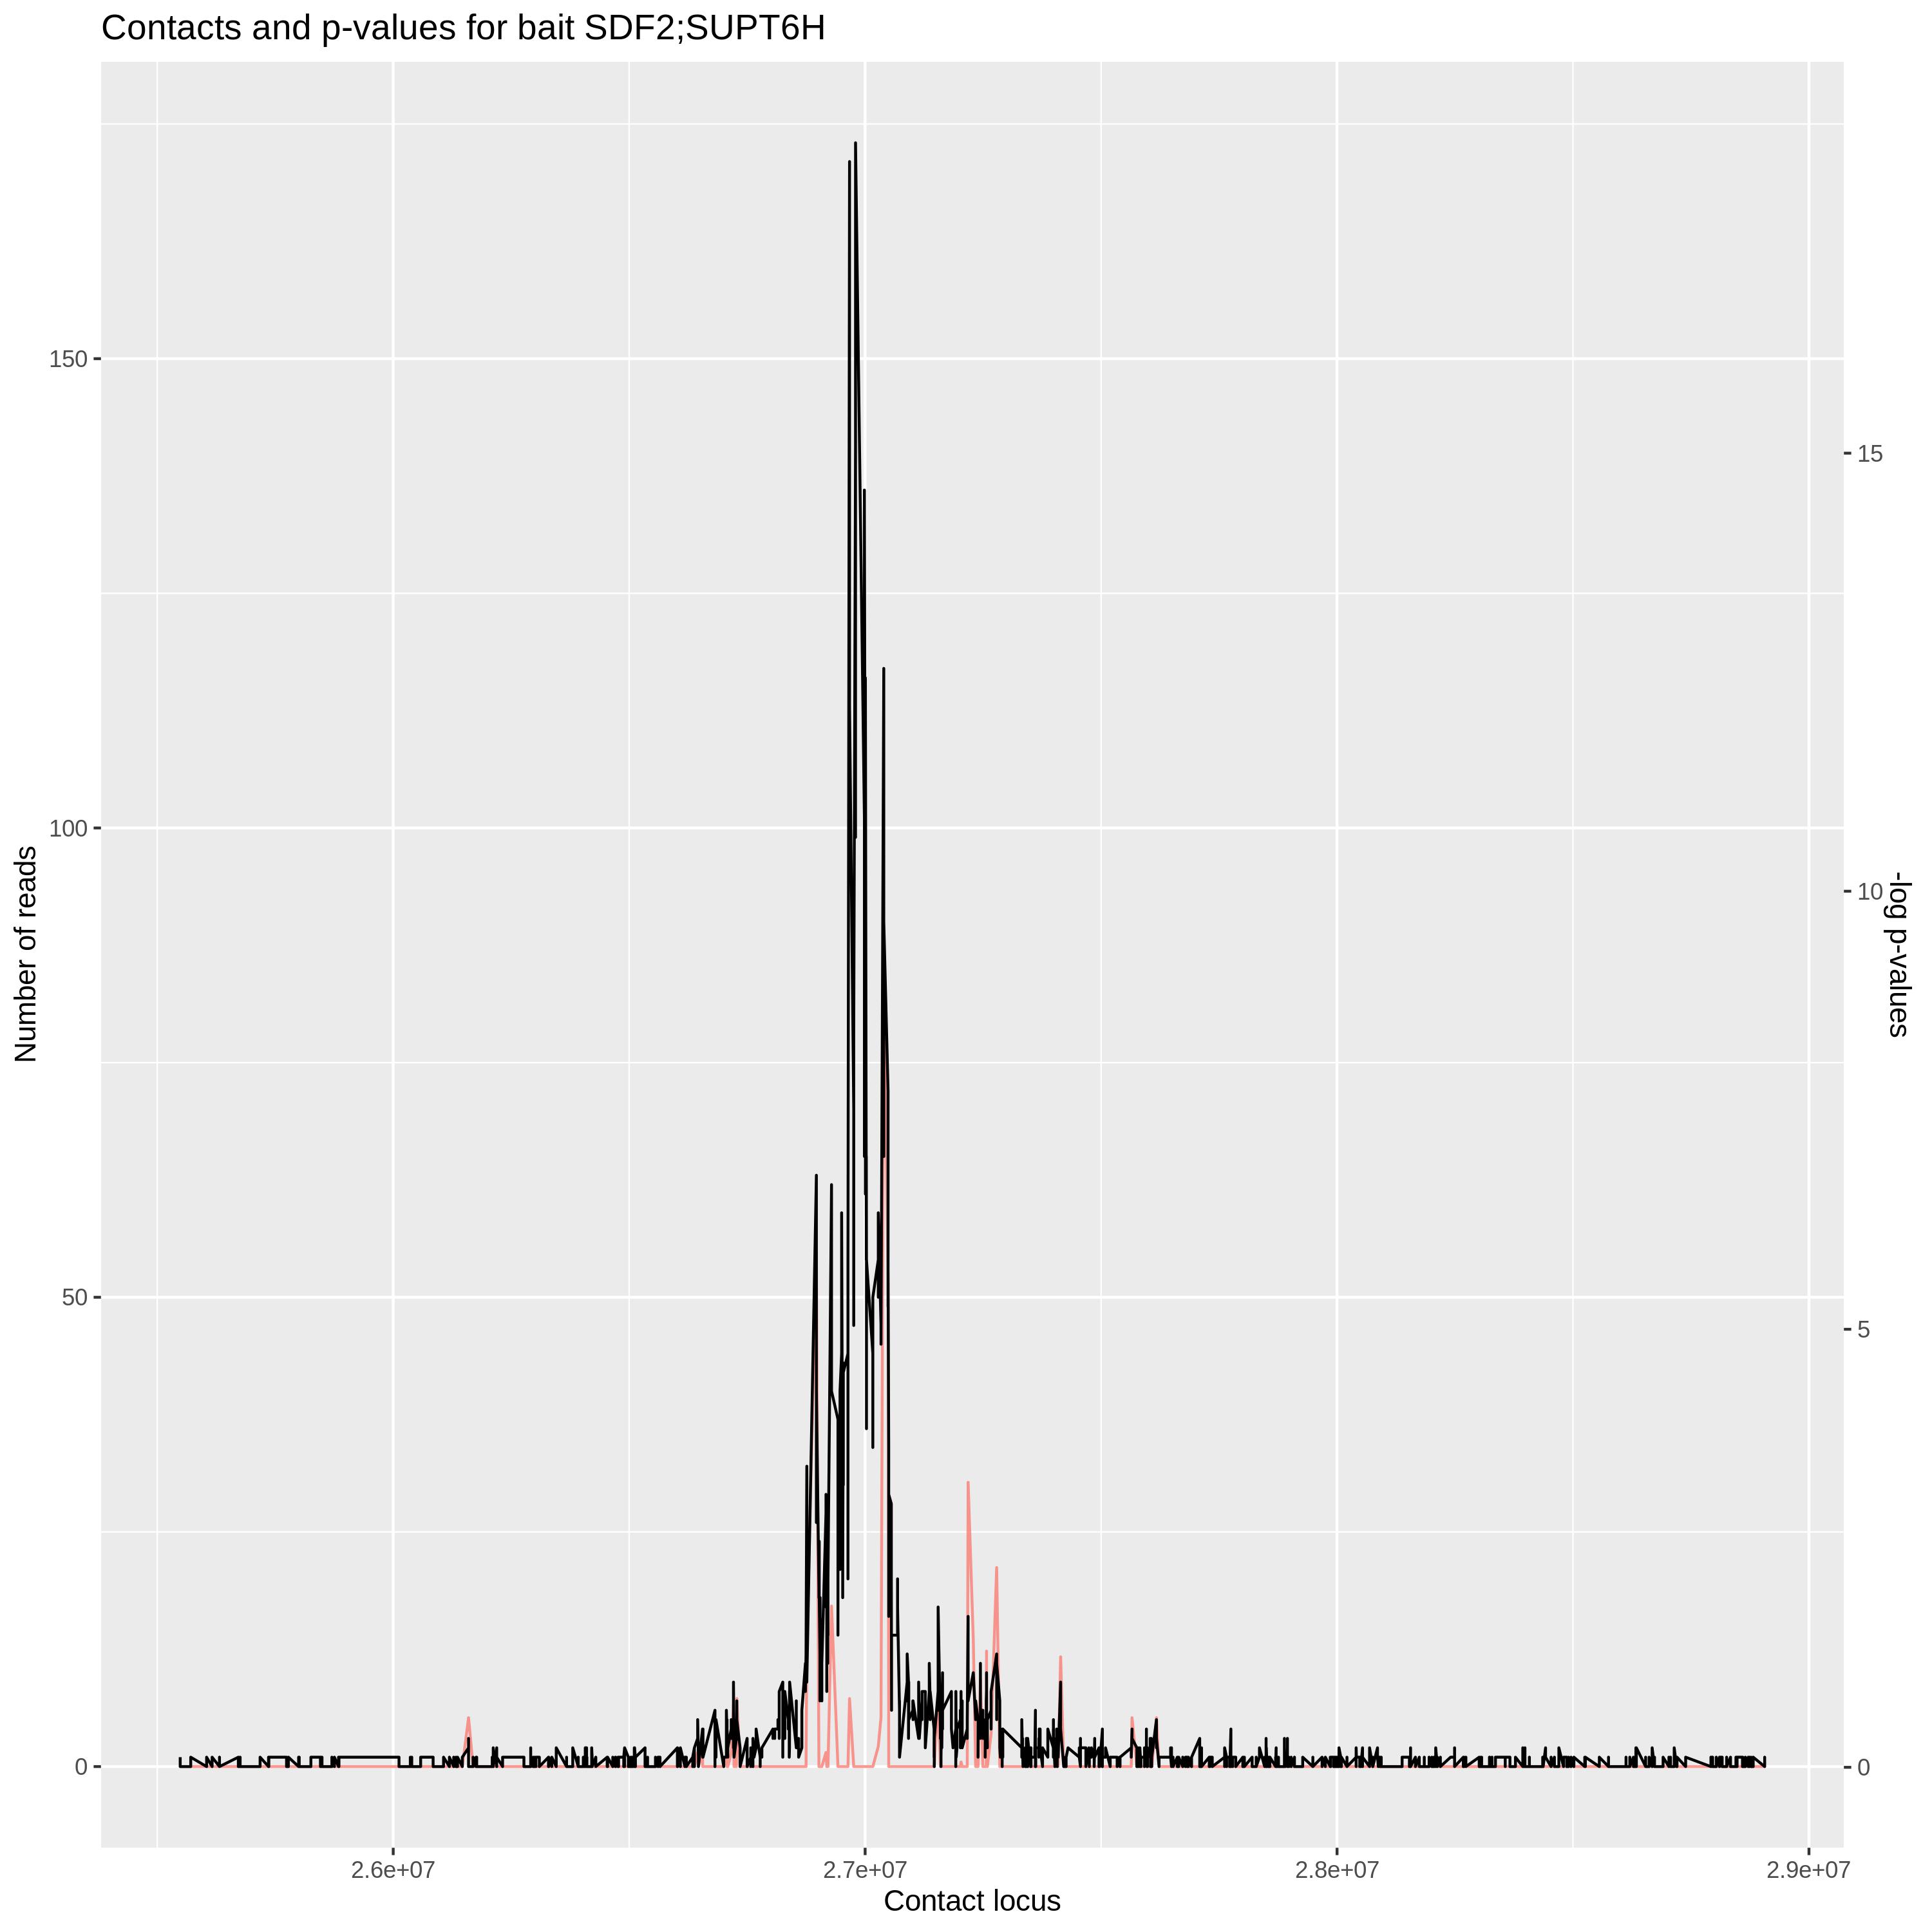 Contacts and p-values for bait SDF2;SUPT6H
150
100
50
0
Number of reads
15
10
5
0
-log p-values
2.6e+07
2.7e+07
2.8e+07
2.9e+07
Contact locus